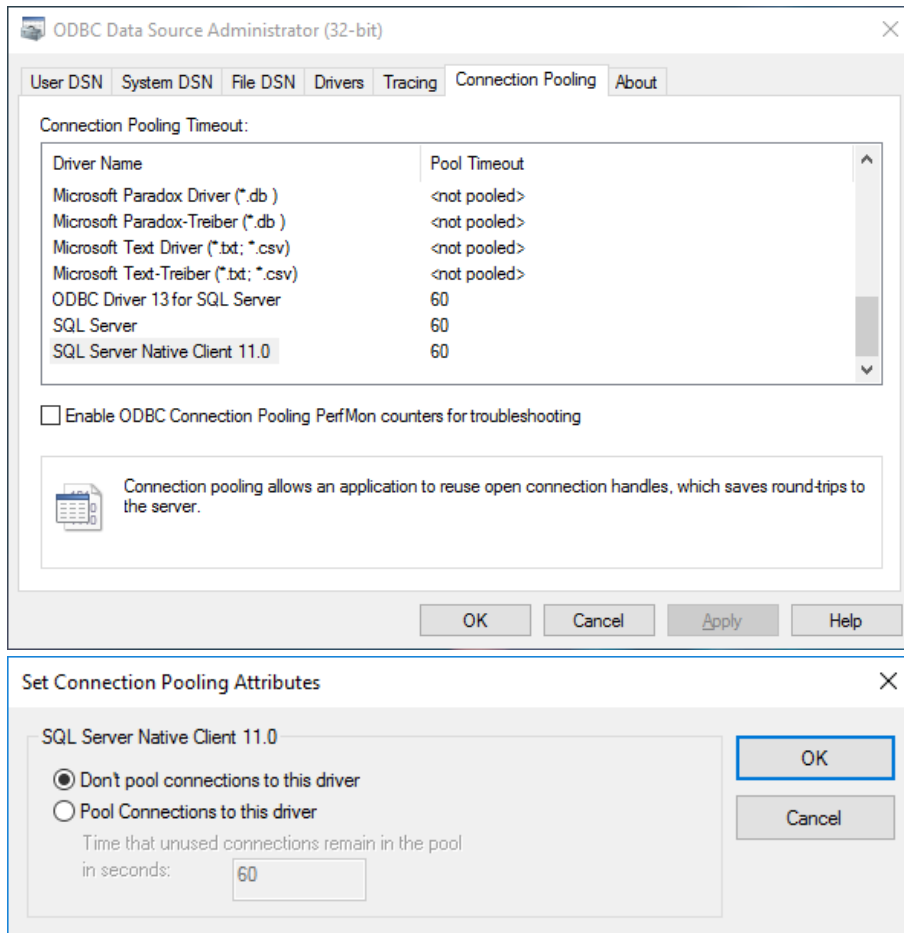 ODBC Data Source Administrator (32-bit)
User DSN System DSN File DSN Drivers Tracing Connection Pooling About
Connection Pooling Timeout:
Driver Name Pool Timeout
Microsoft Paradox Driver (*.db ) <not pooled>
Microsoft Paradox-Treiber (*.db ) <not pooled>
Microsoft Text Driver (*.txt; *.csv) <not pooled>
Microsoft Text-Treiber (*.txt; *.csv) <not pooled>
ODBC Driver 13 for SQL Server 60
SQL Server 60
SQL Server Native Client 11.0 60
Enable ODBC Connection Pooling PerfMon counters for troubleshooting
Connection pooling allows an application to reuse open connection handles, which saves round-trips to
the server.
OK Cancel Apply Help
Set Connection Pooling Attributes
SQL Server Native Client 11.0
OK
Don't pool connections to this driver
Pool Connections to this driver
Cancel
Time that unused connections remain in the pool
in seconds: 60